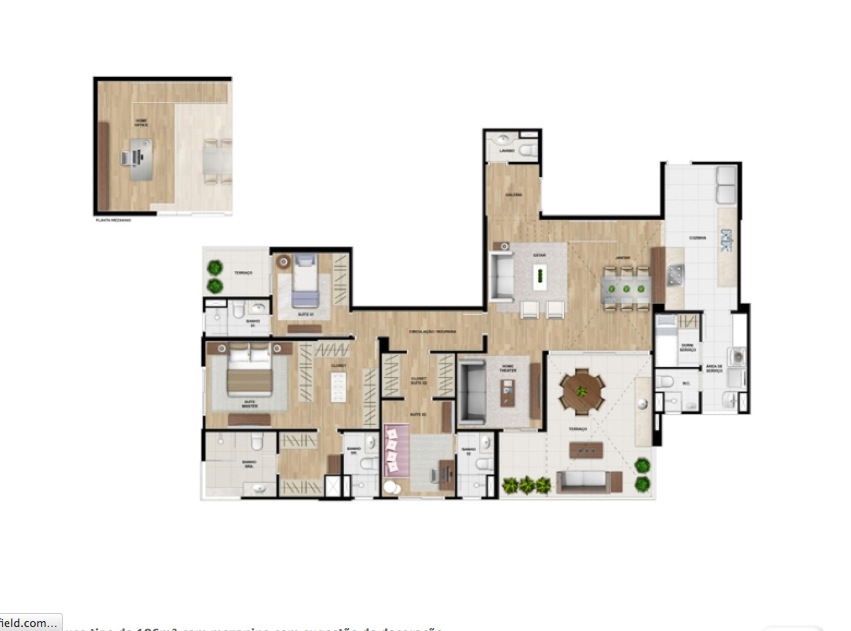 HOME
OFFICE
PLANTA MEZANINO
LAVABO
GALERIA
COZINHA
ESTAR
JANTAR
TERRAÇO
SUÍTE 01
BANHO
01
CIRCULAÇÃO / ROUPARIA
DORM
SERVIÇO
ÁREA DE
SERVIÇO
W.C.
HOME
THEATER
CLOSET
CLOSET
SUÍTE 02
SUÍTE
MASTER
SUÍTE 02
TERRAÇO
BANHO
SRA.
BANHO
SR.
BANHO
02
field.com...